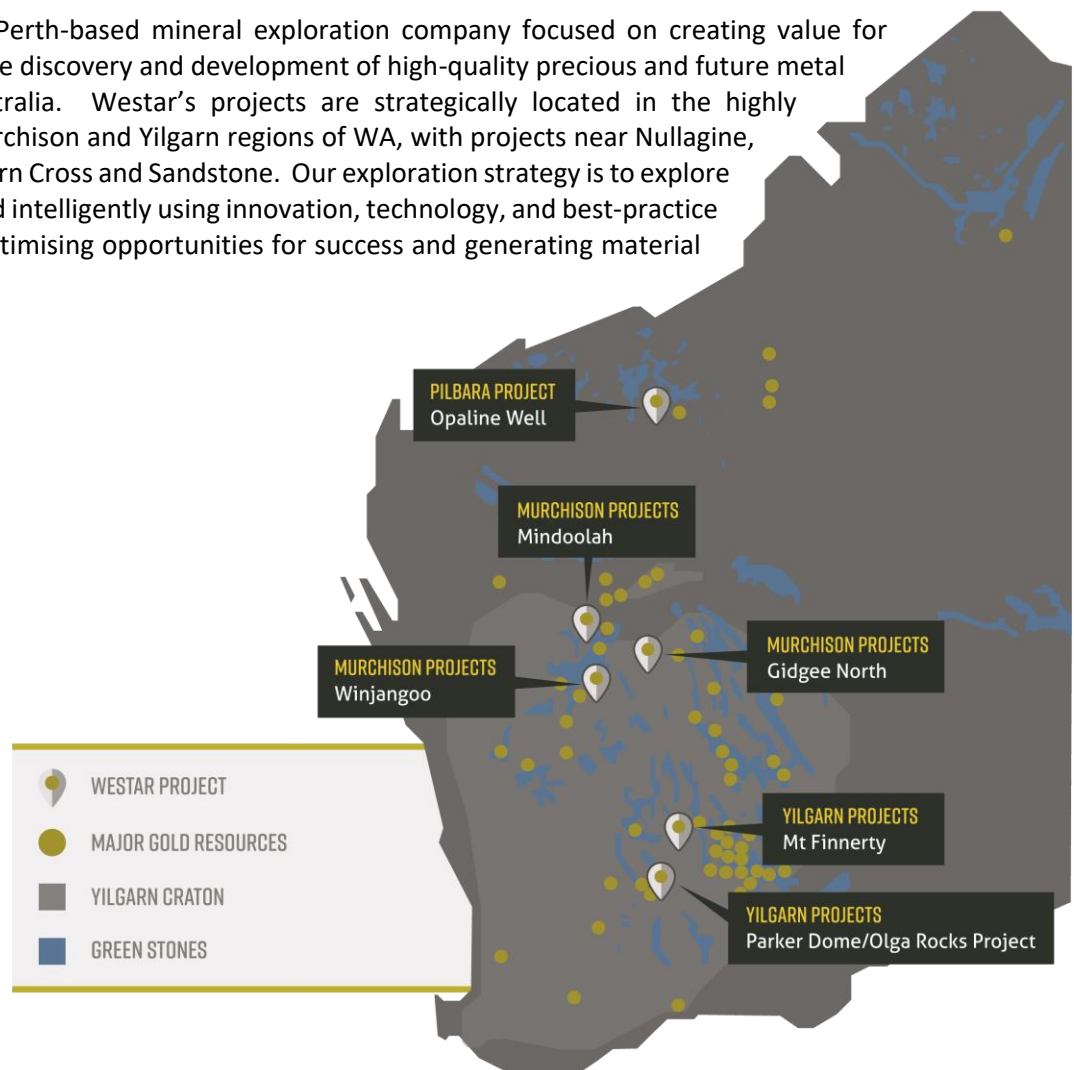 Perth-based mineral exploration company focused on creating value for
e discovery and development of high-quality precious and future metal
tralia. Westar’s projects are strategically located in the highly
rchison and Yilgarn regions of WA, with projects near Nullagine,
rn Cross and Sandstone. Our exploration strategy is to explore
d intelligently using innovation, technology, and best-practice
timising opportunities for success and generating material
PILBARA PROJECT
Opaline Well
MURCHISON PROJECTS
Mindoolah
MURCHISON PROJECTS
Gidgee North
MURCHISON PROJECTS
Winjangoo
WESTAR PROJECT
MAJOR GOLD RESOURCES
YILGARN CRATON
GREEN STONES
YILGARN PROJECTS
Mt Finnerty
YILGARN PROJECTS
Parker Dome/Olga Rocks Project